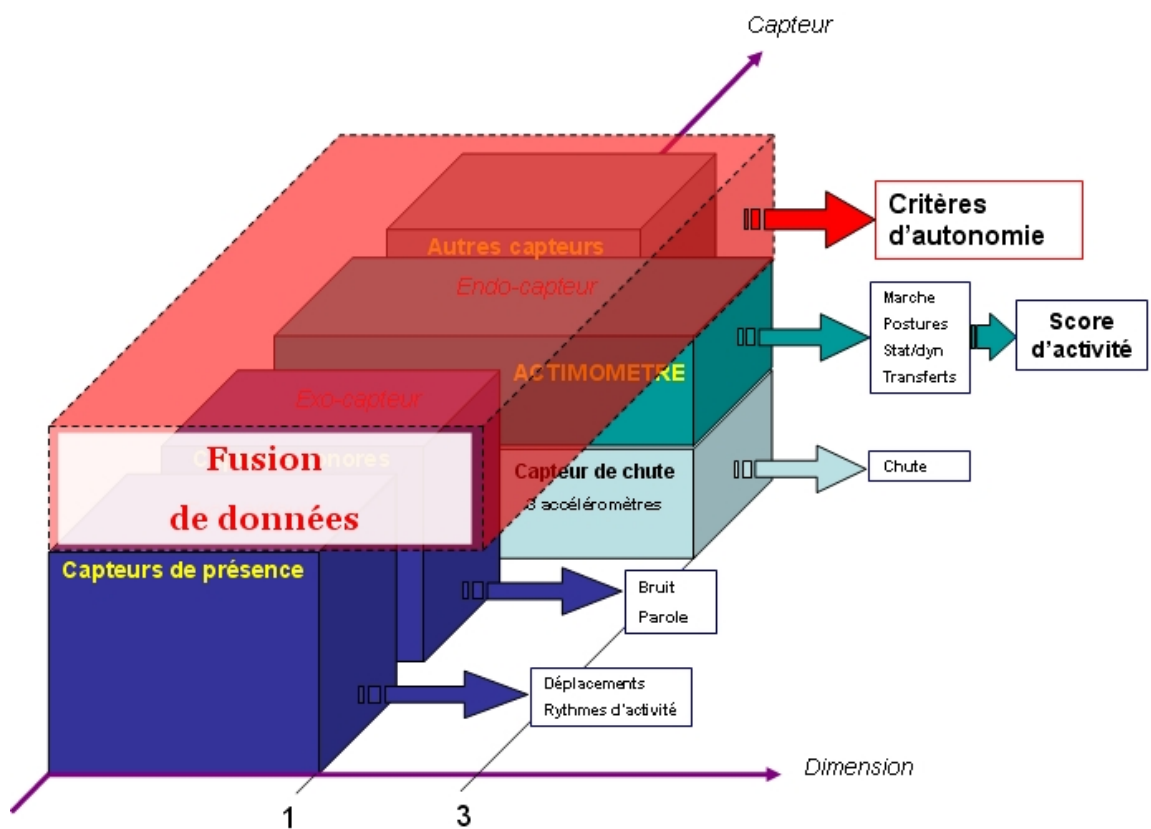 Capteur
Critères
d'autonomie
Autres capteurs
Endo-capteur
Marche
Postures
Stat/dyn
Transferts
Score
d'activité
ACTIMOMETRE
Exo-capteur
Fusion
de données
Capteur de chute
3 accéléromètres
Chute
Capteurs de présence
Bruit
Parole
Déplacements
Rythmes d'activité
Dimension
1
3